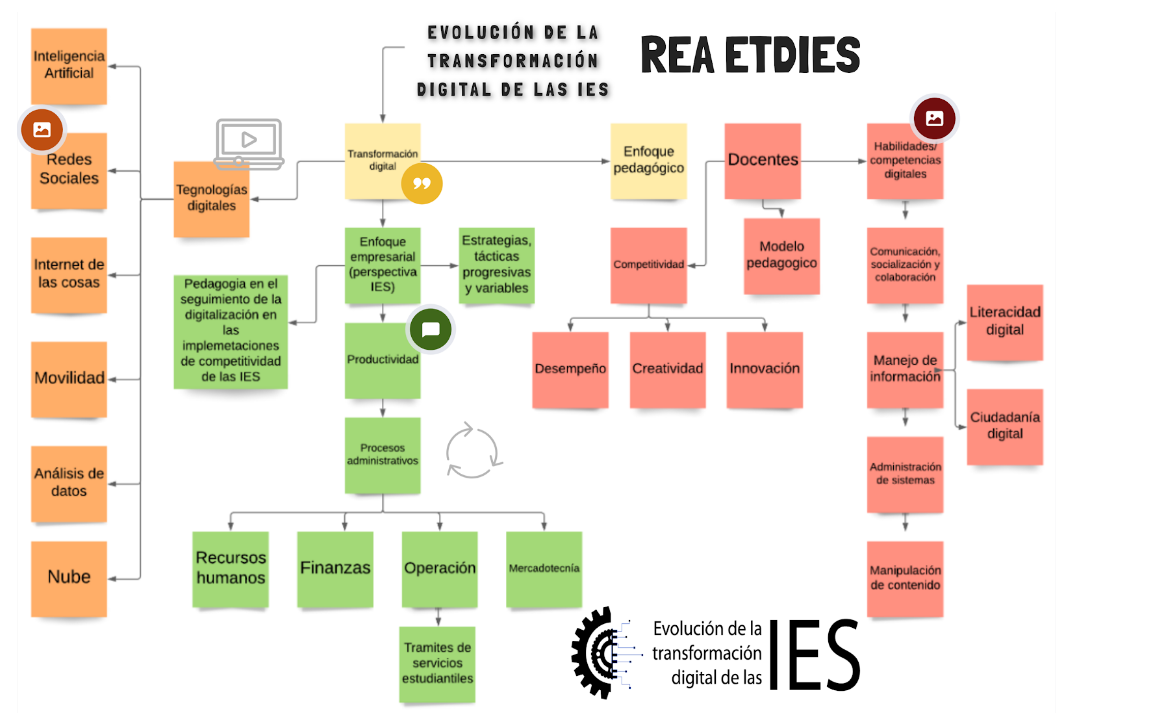 EVOLUCIÓN DE LA
TRANSFORMACIÓN
DIGITAL DE LAS IES
REA ETDIES
Inteligencia
Artificial
Redes
Sociales
Internet de
las cosas
Movilidad
Análisis de
datos
Nube
Tegnologías
digitales
Transformación
digital
Enfoque
empresarial
(perspectiva
IES)
Estrategias,
tácticas
progresivas
y variables
Pedagogia en el
seguimiento de la
digitalización en
las
implemetaciones
de competitividad
de las IES
Productividad
Procesos
administrativos
Recursos
humanos
Finanzas
Operación
Mercadotecnía
Tramites de
servicios
estudiantiles
Enfoque
pedagógico
Docentes
Modelo
pedagogico
Competitividad
Desempeño
Creatividad
Innovación
Habilidades/
competencias
digitales
Comunicación,
socialización y
colaboración
Manejo de
información
Literacidad
digital
Ciudadanía
digital
Administración
de sistemas
Manipulación
de contenido
Evolución de la
transformación
digital de las
IES